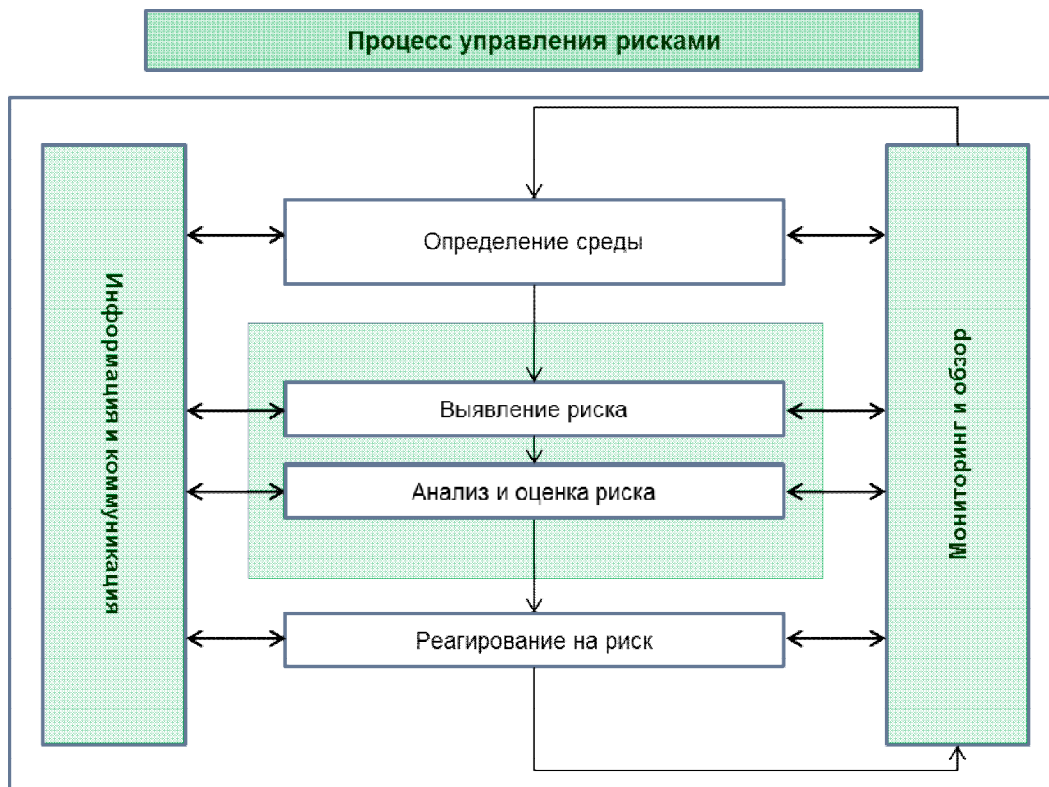 Процесс управления рисками
Информация и коммуникация
Определение среды
Выявление риска
Анализ и оценка риска
Реагирование на риск
Мониторинг и обзор